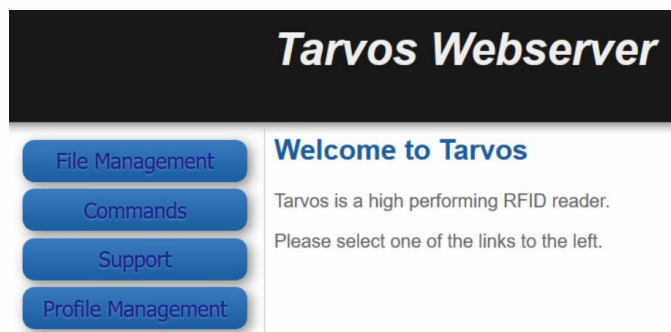 Tarvos Webserver
File Management
Commands
Support
Profile Management
Welcome to Tarvos
Tarvos is a high performing RFID reader.
Please select one of the links to the left.